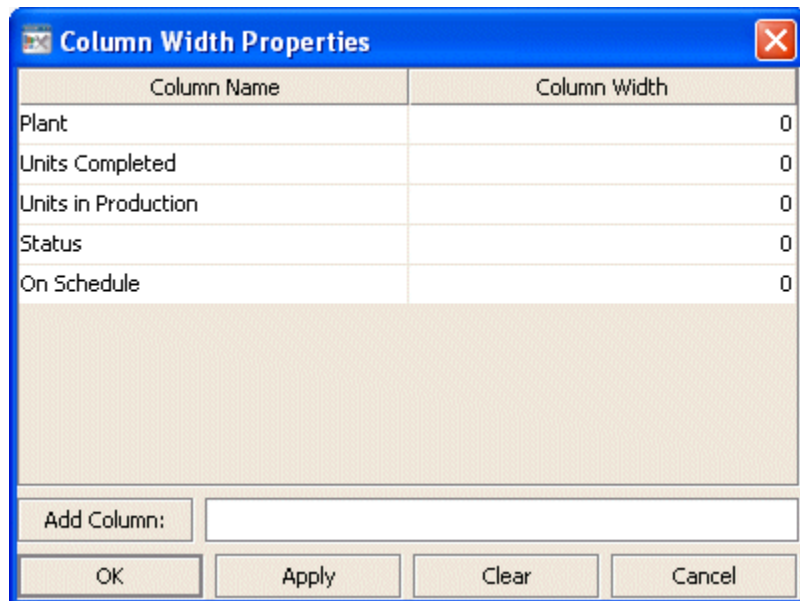 Column Width Properties
Column Name Column Width
Plant 0
Units Completed 0
Units in Production 0
Status 0
On Schedule 0
Add Column:
OK Apply Clear Cancel